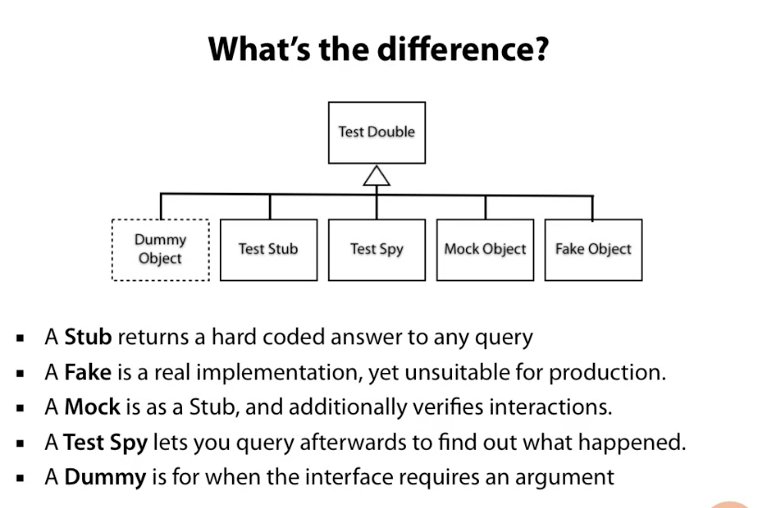 What's the difference?
Test Double
Dummy
Object
Test Stub
Test Spy
Mock Object
Fake Object
▪ A Stub returns a hard coded answer to any query
▪ A Fake is a real implementation, yet unsuitable for production.
▪ A Mock is as a Stub, and additionally verifies interactions.
▪ A Test Spy lets you query afterwards to find out what happened.
▪ A Dummy is for when the interface requires an argument